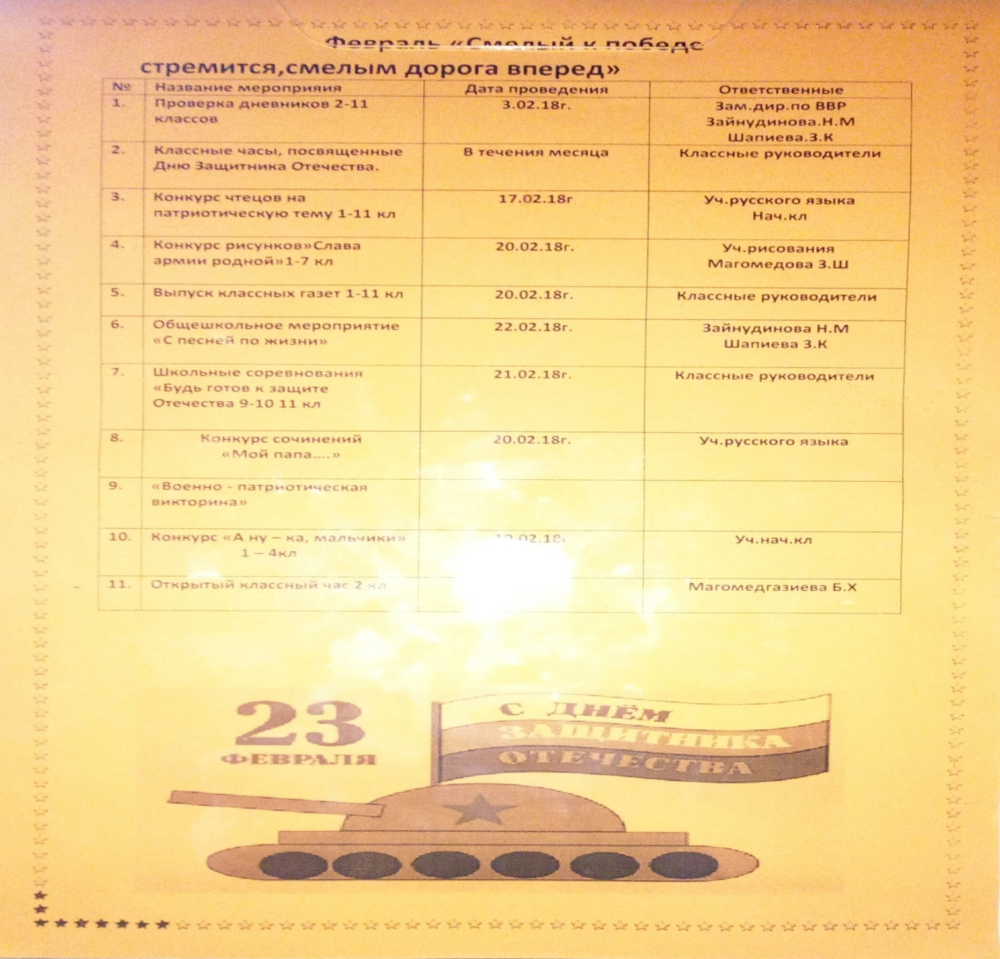 Февраль «Смелый к победе
стремится,смелым дорога вперед»
№ Название мероприяия Дата проведения Ответственные
1. Проверка дневников 2-11 3.02.18г. Зам.дир.по ВВР
классов Зайнудинова.Н.М
Шапиева.З.К
2. Классные часы, посвященные В течения месяца Классные руководители
Дню Защитника Отечества.
3. Конкурс чтецов на 17.02.18г Уч.русского языка
патриотическую тему 1-11 кл Нач.кл
4. Конкурс рисунков»Слава 20.02.18г. Уч.рисования
армии родной»1-7 кл Магомедова З.Ш
5. Выпуск классных газет 1-11 кл 20.02.18г. Классные руководители
6. Общешкольное мероприятие 22.02.18г. Зайнудинова Н.М
«С песней по жизни» Шапиева З.К
7. Школьные соревнования 21.02.18г. Классные руководители
«Будь готов к защите
Отечества 9-10 11 кл
8. Конкурс сочинений 20.02.18г. Уч.русского языка
«Мой папа....»
9. «Военно - патриотическая
викторина»
10. Конкурс «А ну – ка, мальчики» Уч.нач.кл
1 – 4кл
11. Открытый классный час 2 кл Магомедгазиева Б.Х
23
ФЕВРАЛЯ
С ДНЁМ
ЗАЩИТНИКА
ОТЕЧЕСТВА